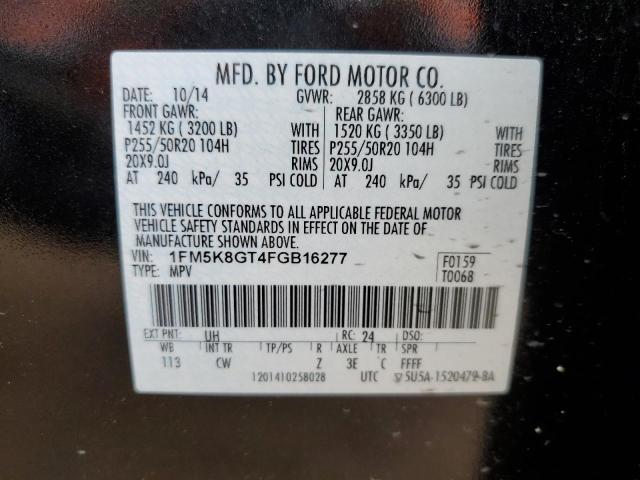 MFD. BY FORD MOTOR CO.
DATE: 10/14 GVWR: 2858 KG ( 6300 LB)
FRONT GAWR: REAR GAWR:
1452 KG ( 3200 LB) WITH 1520 KG ( 3350 LB) WITH
P255/50R20 104H TIRES P255/50R20 104H TIRES
20X9.0J RIMS 20X9.0J RIMS
AT 240 kPa/ 35 PSI COLD AT 240 kPa/ 35 PSI COLD
THIS VEHICLE CONFORMS TO ALL APPLICABLE FEDERAL MOTOR
VEHICLE SAFETY STANDARDS IN EFFECT ON THE DATE OF
MANUFACTURE SHOWN ABOVE.
VIN: 1FM5K8GT4FGB16277 F0159
TYPE: MPV T0068
EXT PNT: UH RC: 24 DSO:
WB INT TR TP/PS R AXLE TR SPR
113 CW Z 3E C FFFF
1201410258028 UTC 5U5A-1520479-BA